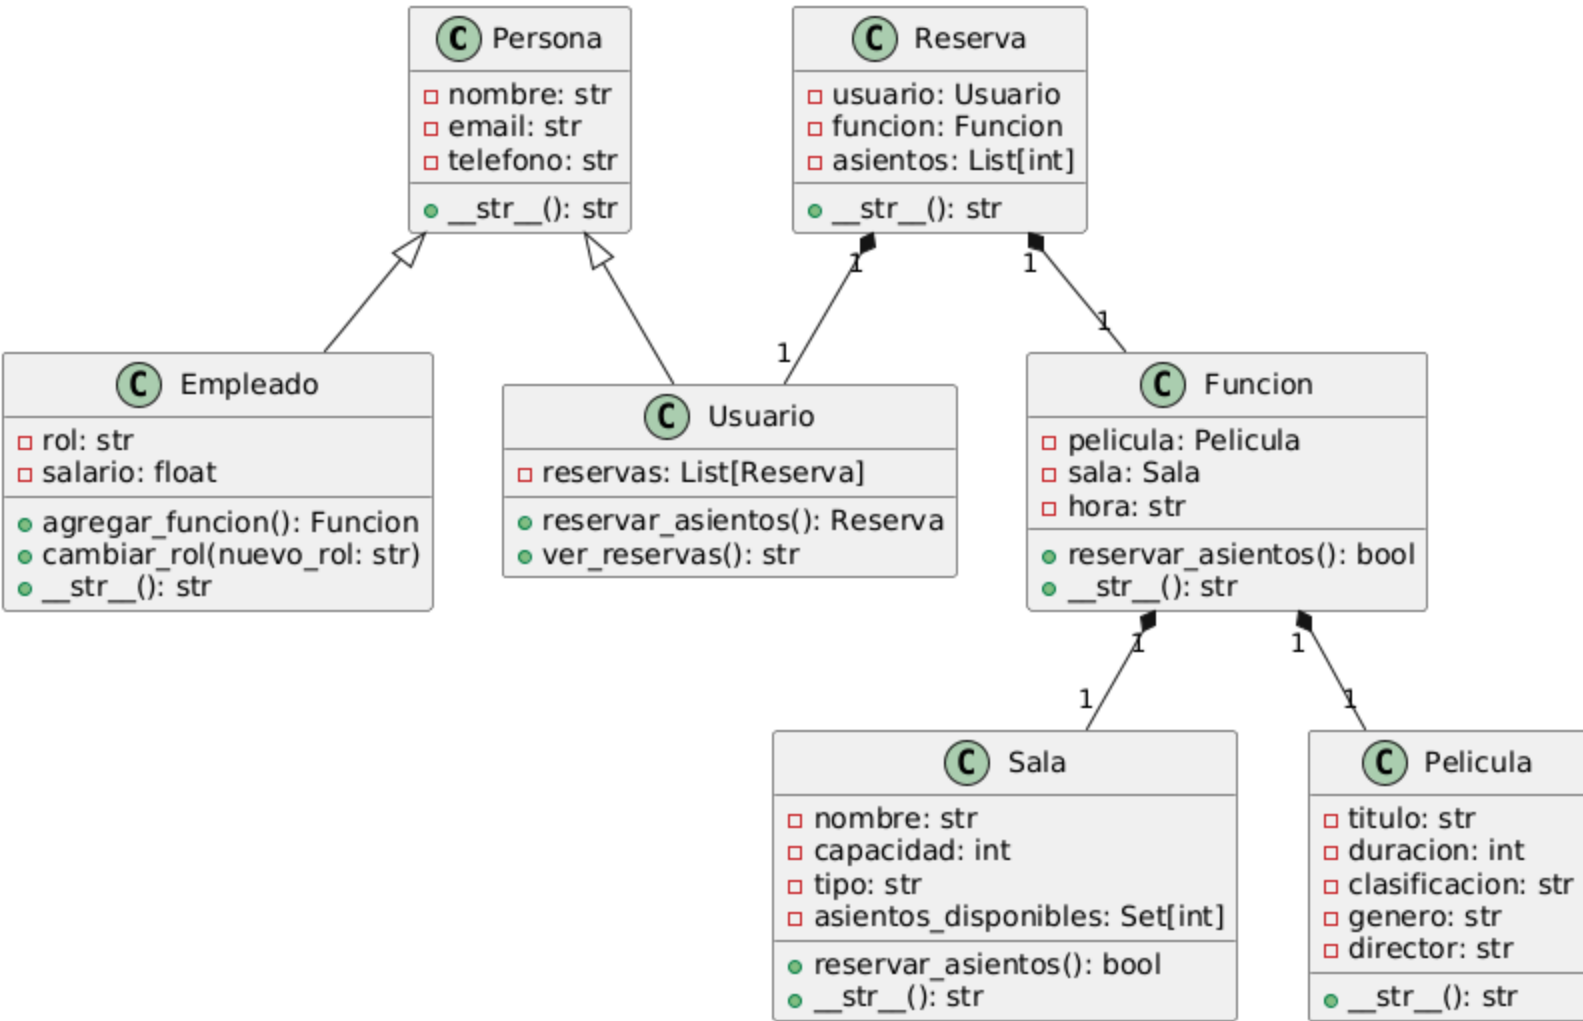 C Persona
nombre: str
email: str
telefono: str
__str__(): str
C Reserva
usuario: Usuario
funcion: Funcion
asientos: List[int]
__str__(): str
1
1
1
1
C Empleado
rol: str
salario: float
agregar_funcion(): Funcion
cambiar_rol(nuevo_rol: str)
__str__(): str
C Usuario
reservas: List[Reserva]
reservar_asientos(): Reserva
ver_reservas(): str
C Funcion
pelicula: Pelicula
sala: Sala
hora: str
reservar_asientos(): bool
__str__(): str
1
1
1
1
C Sala
nombre: str
capacidad: int
tipo: str
asientos_disponibles: Set[int]
reservar_asientos(): bool
__str__(): str
C Pelicula
titulo: str
duracion: int
clasificacion: str
genero: str
director: str
__str__(): str